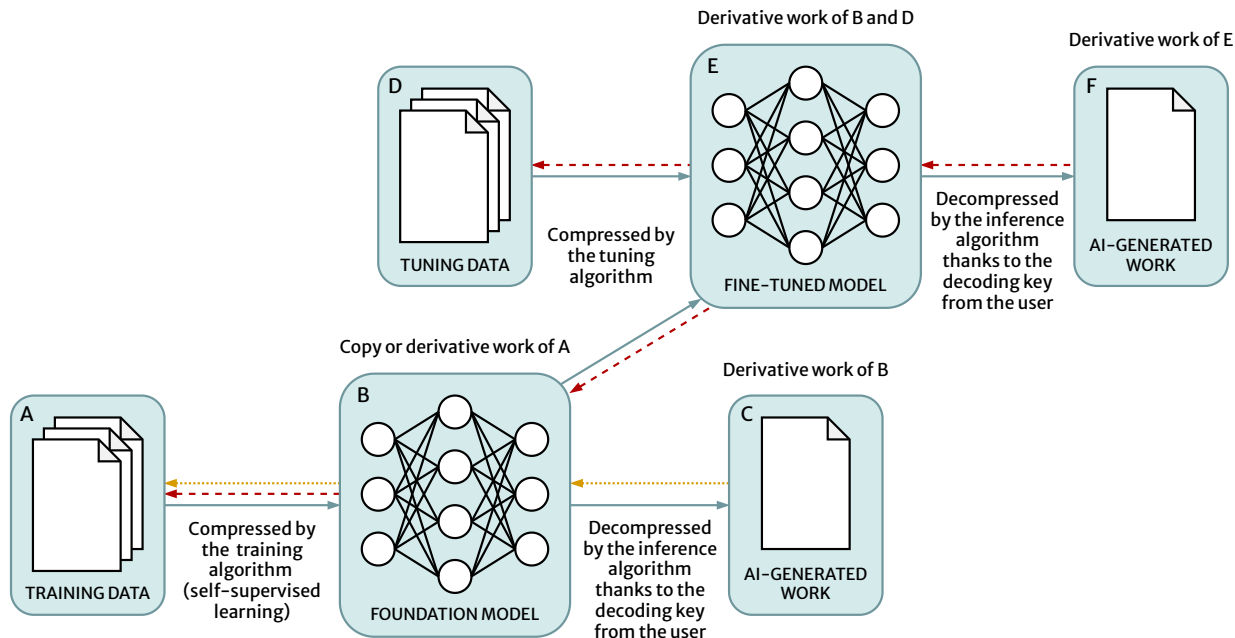 Derivative work of B and D
Derivative work of E
D
TUNING DATA
Compressed by
the tuning
algorithm
E
FINE-TUNED MODEL
Decompressed
by the inference
algorithm
thanks to the
decoding key
from the user
F
AI-GENERATED
WORK
Copy or derivative work of A
Derivative work of B
A
TRAINING DATA
Compressed by
the training
algorithm
(self-supervised
learning)
B
FOUNDATION MODEL
Decompressed
by the inference
algorithm
thanks to the
decoding key
from the user
C
AI-GENERATED
WORK